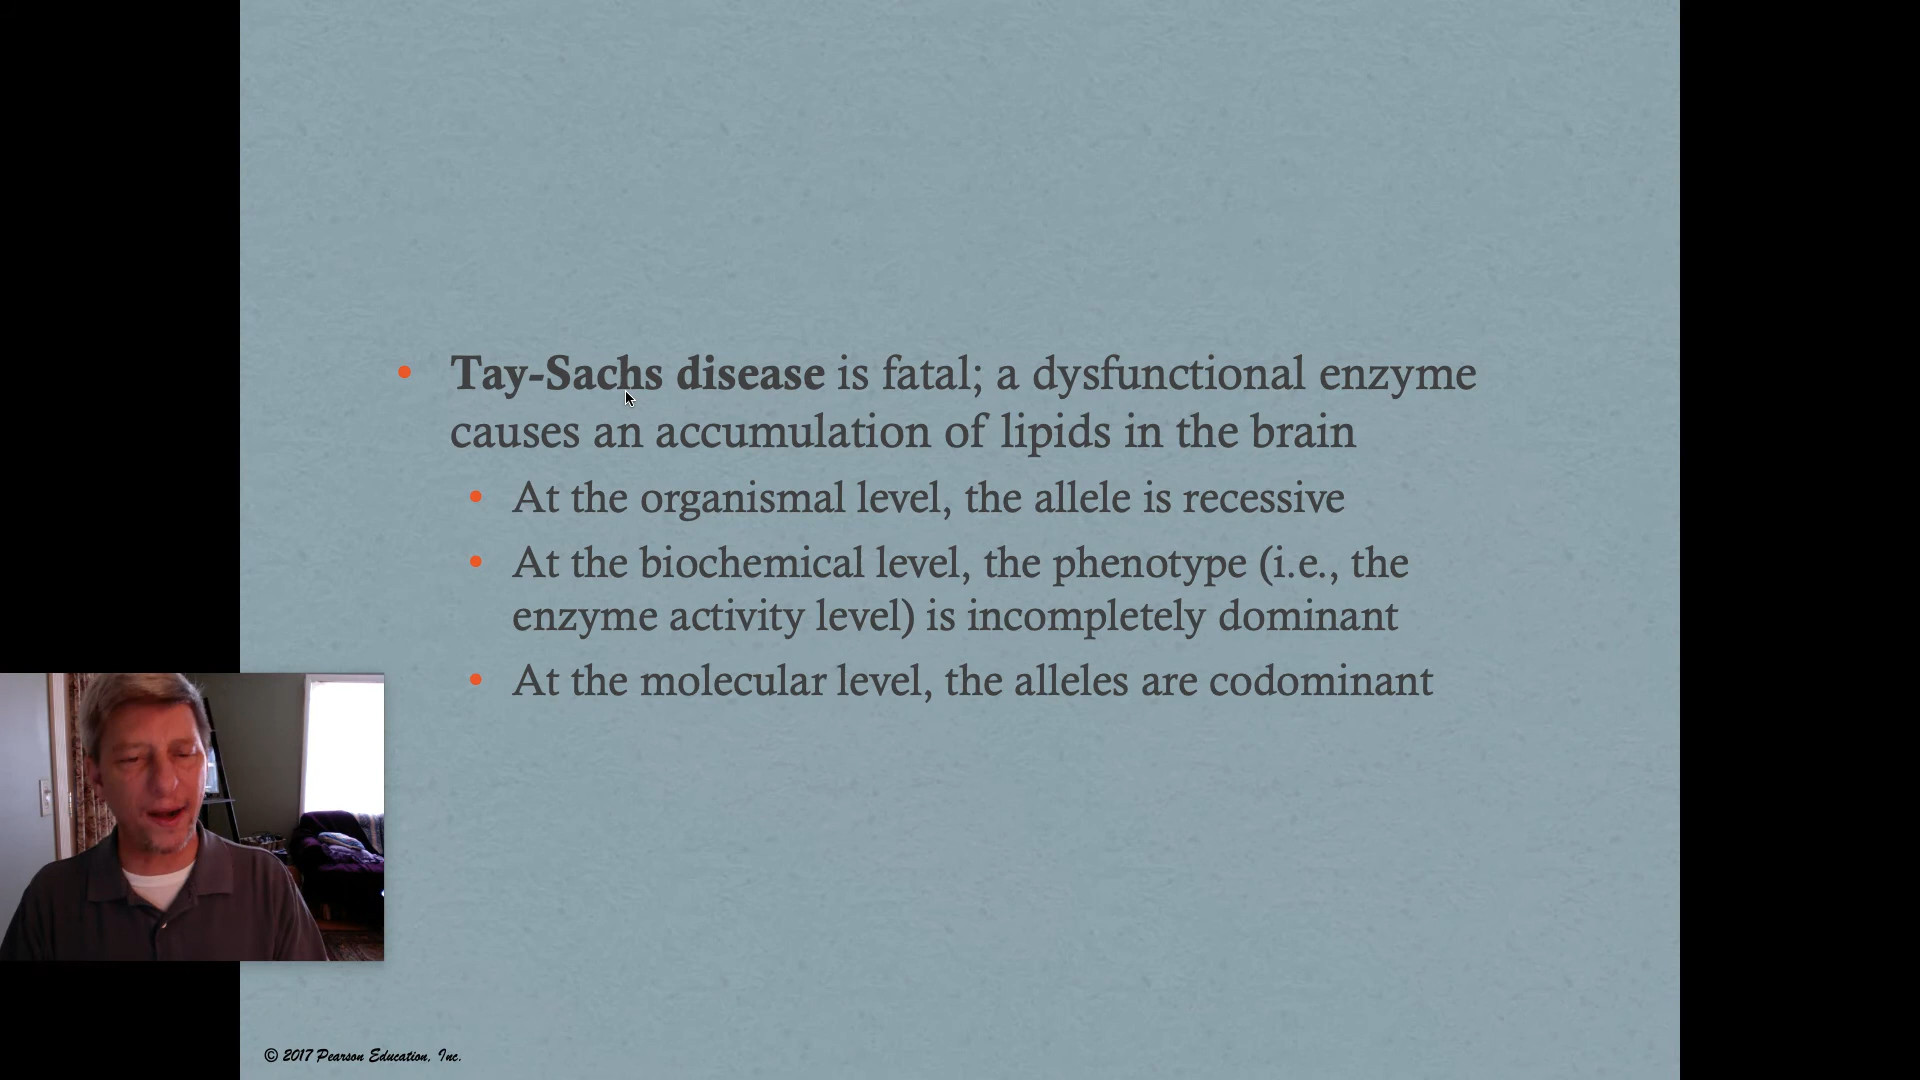 • Tay-Sachs disease is fatal; a dysfunctional enzyme
causes an accumulation of lipids in the brain
• At the organismal level, the allele is recessive
• At the biochemical level, the phenotype (i.e., the
enzyme activity level) is incompletely dominant
• At the molecular level, the alleles are codominant
© 2017 Pearson Education, Inc.